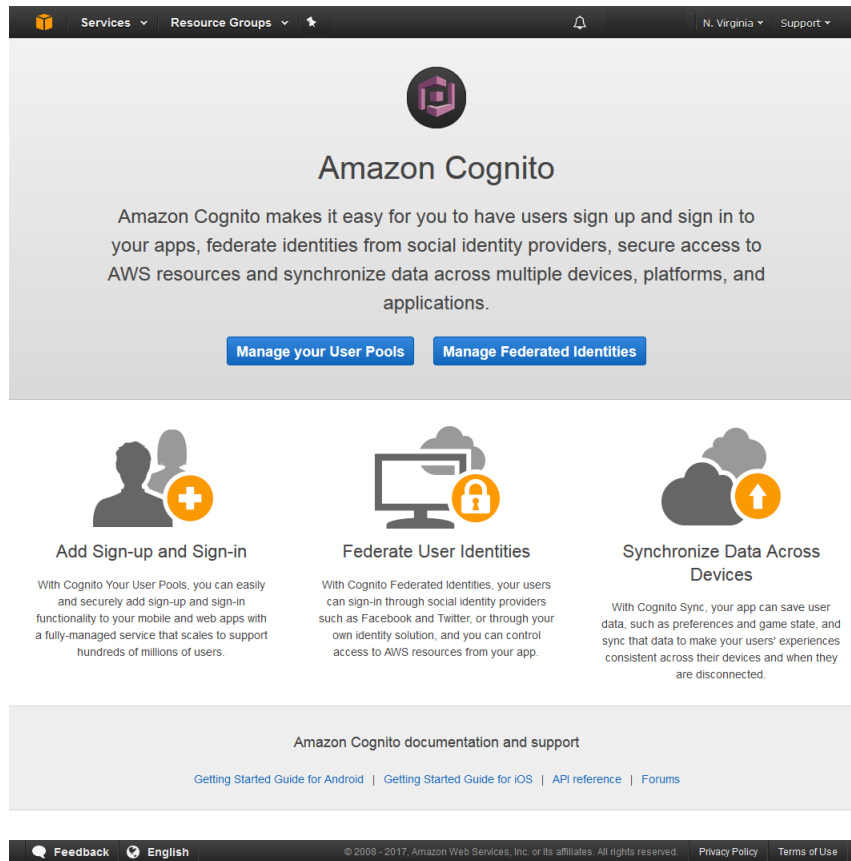 Services Resource Groups N. Virginia Support
Amazon Cognito
Amazon Cognito makes it easy for you to have users sign up and sign in to
your apps, federate identities from social identity providers, secure access to
AWS resources and synchronize data across multiple devices, platforms, and
applications.
Manage your User Pools Manage Federated Identities
Add Sign-up and Sign-in
With Cognito Your User Pools, you can easily
and securely add sign-up and sign-in
functionality to your mobile and web apps with
a fully-managed service that scales to support
hundreds of millions of users.
Federate User Identities
With Cognito Federated Identities, your users
can sign-in through social identity providers
such as Facebook and Twitter, or through your
own identity solution, and you can control
access to AWS resources from your app.
Synchronize Data Across
Devices
With Cognito Sync, your app can save user
data, such as preferences and game state, and
sync that data to make your users' experiences
consistent across their devices and when they
are disconnected.
Amazon Cognito documentation and support
Getting Started Guide for Android | Getting Started Guide for iOS | API reference | Forums
Feedback English © 2008 - 2017, Amazon Web Services, Inc. or its affiliates. All rights reserved. Privacy Policy Terms of Use